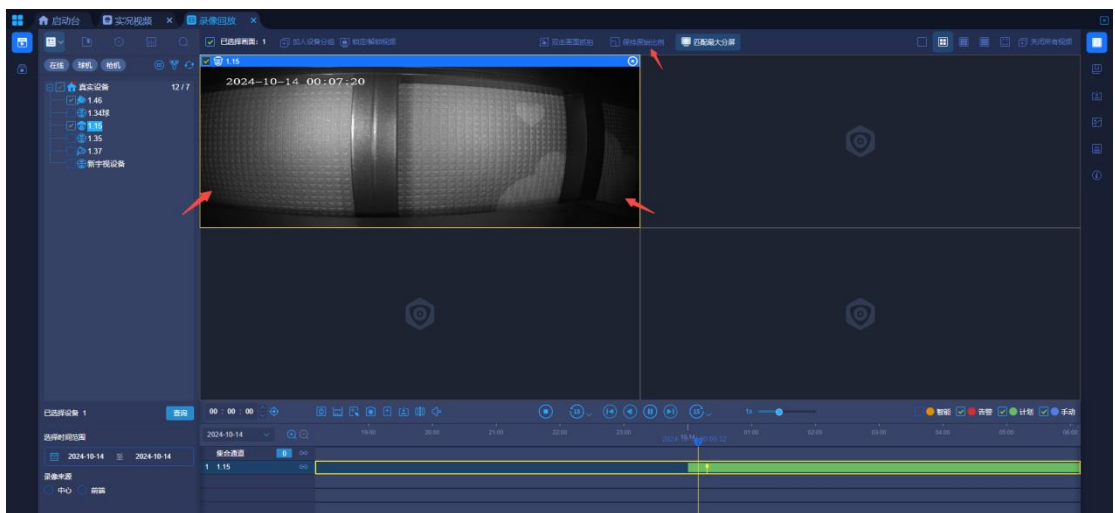 启动台 实况视频 × 录像回放 ×
已选择画面：1 加入设备分组 锁定/解锁视频 双击画面抓拍 保持原始比例 匹配最大分屏 关闭所有视频
在线 球机 枪机
真实设备 12 / 7
1.46
1.34球
1.15
1.35
1.37
新宇视设备
1.15
2024-10-14 00:07:20
已选择设备 1 查询
选择时间范围
2024-10-14 至 2024-10-14
录像来源
中心 前端
00 : 00 : 00 1x 智能 告警 计划 手动
2024-10-14 19:00 20:00 21:00 22:00 23:00 01:00 02:00 03:00 04:00 05:00 06:00
集合通道 0
1 1.15